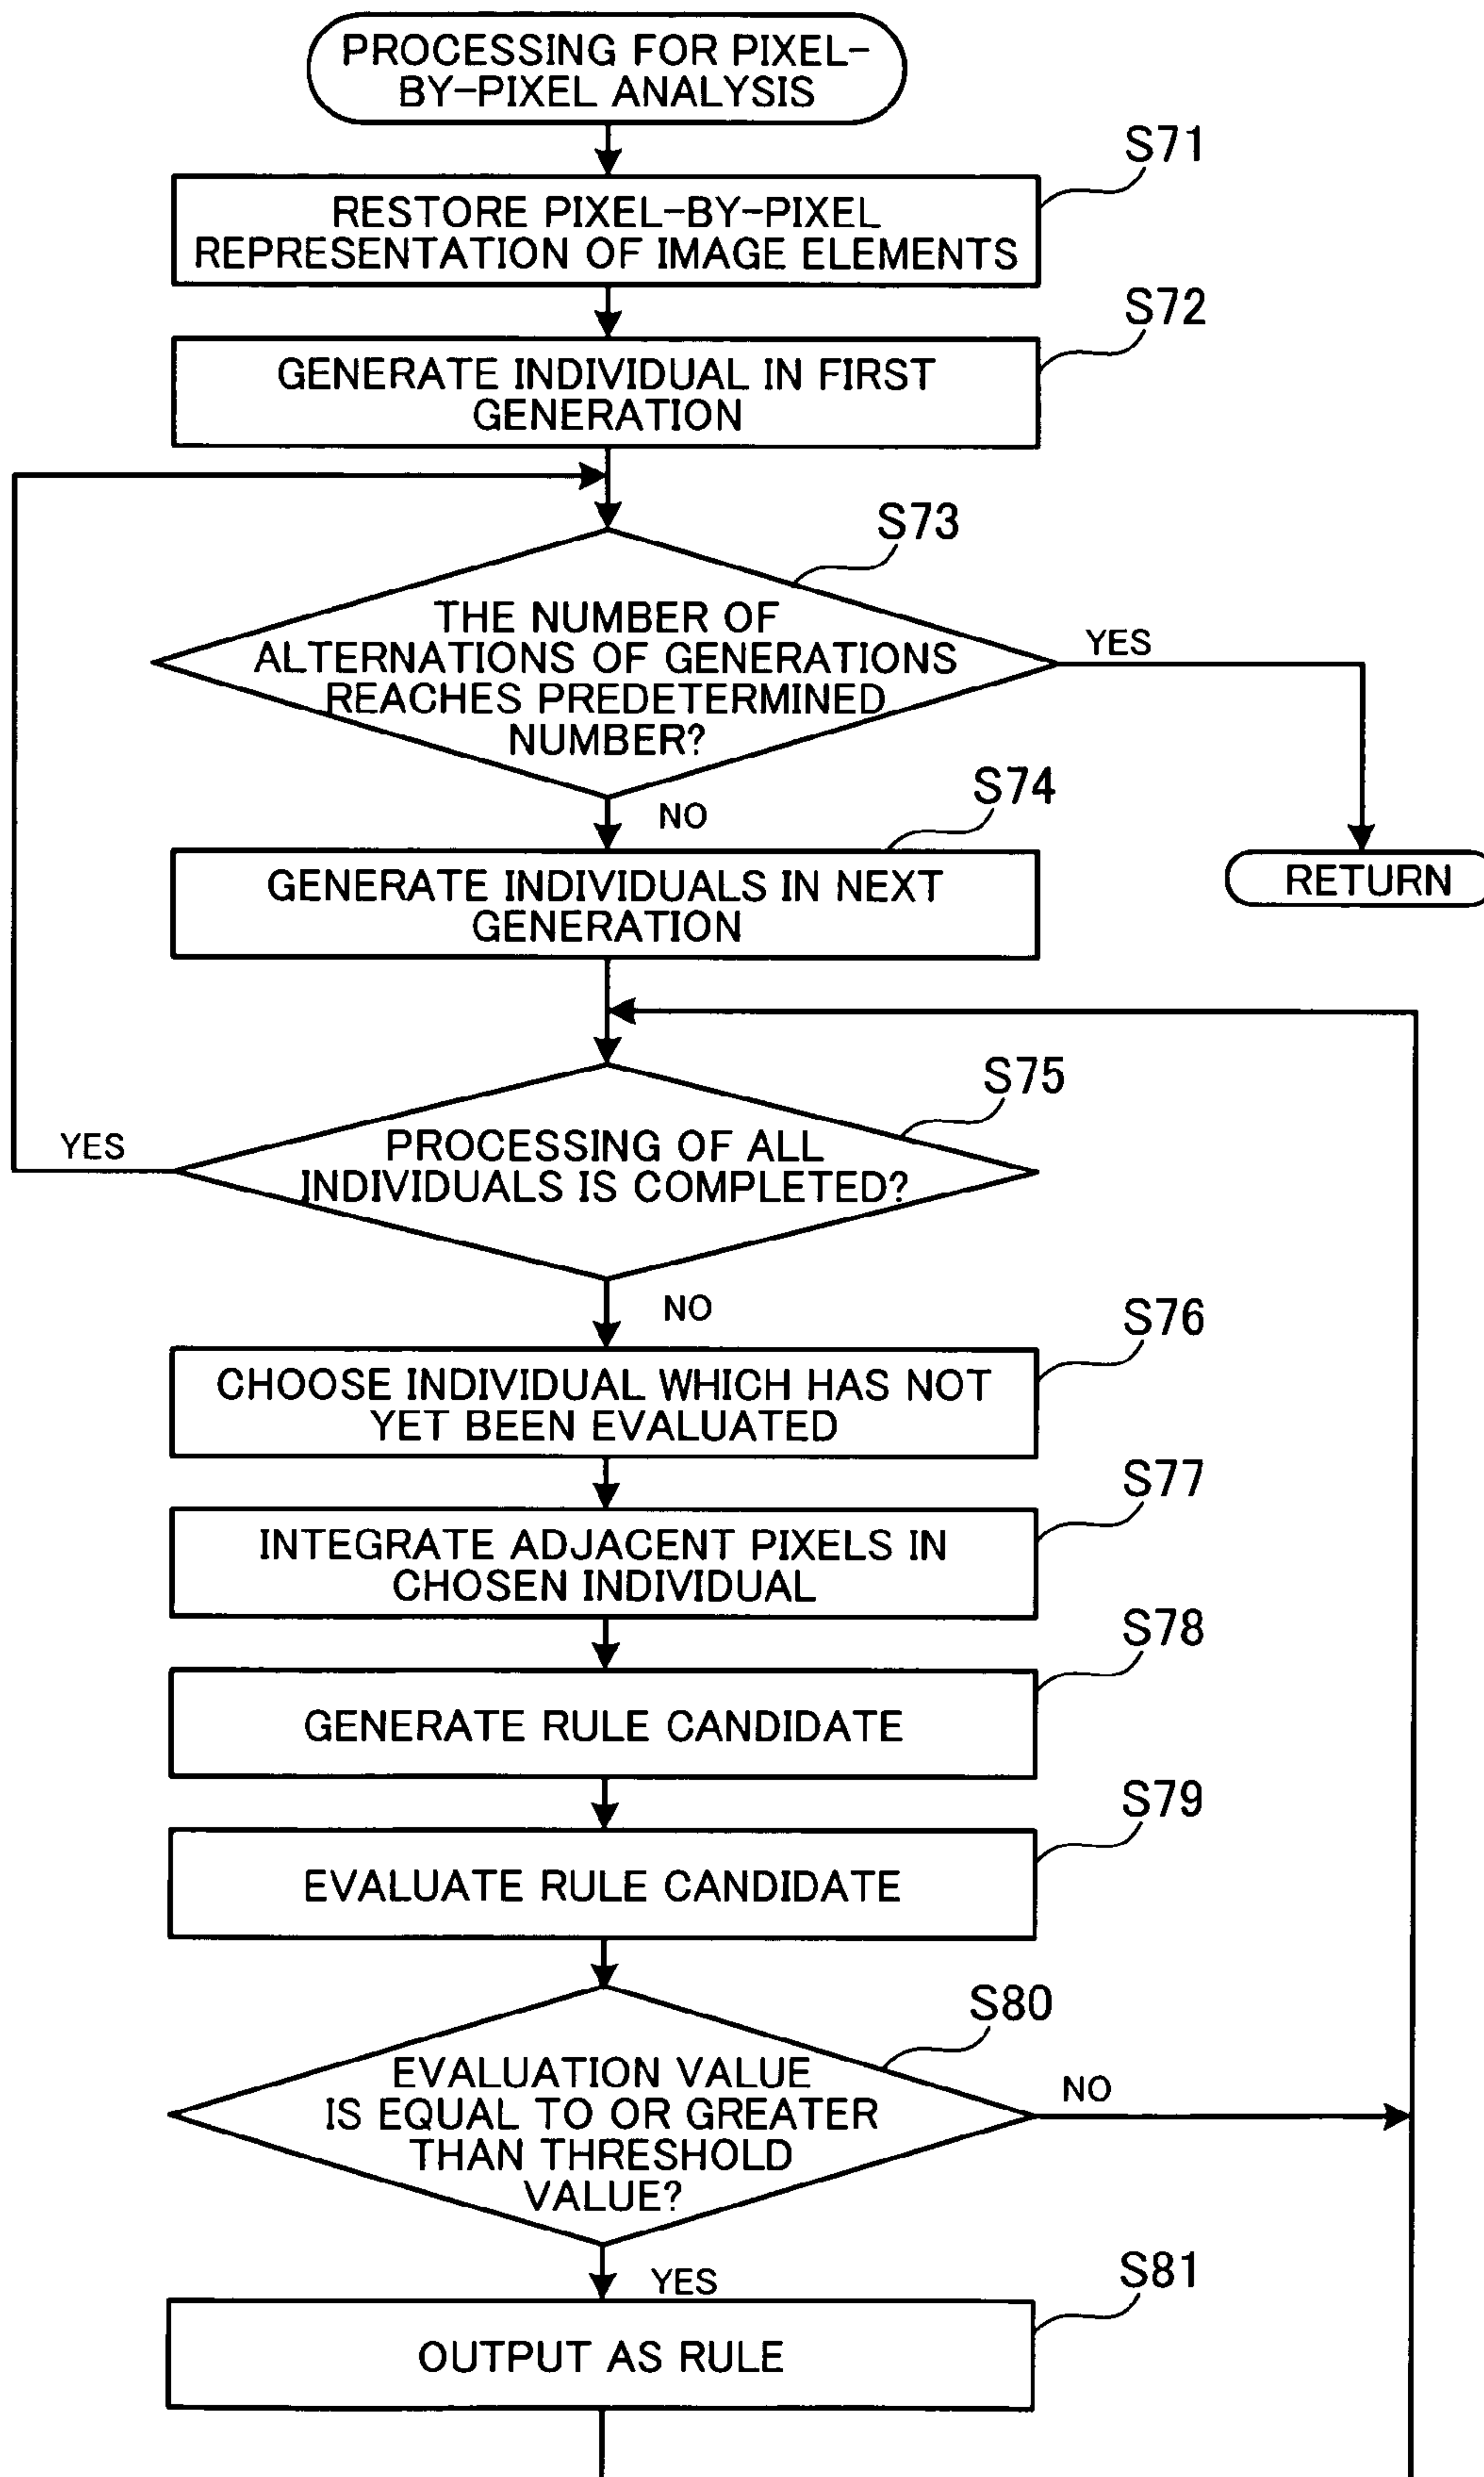 PROCESSING FOR PIXEL-
BY-PIXEL ANALYSIS
S71
RESTORE PIXEL-BY-PIXEL
REPRESENTATION OF IMAGE ELEMENTS
S72
GENERATE INDIVIDUAL IN FIRST
GENERATION
S73
THE NUMBER OF
ALTERNATIONS OF GENERATIONS
REACHES PREDETERMINED
NUMBER?
YES
NO
S74
GENERATE INDIVIDUALS IN NEXT
GENERATION
RETURN
S75
PROCESSING OF ALL
INDIVIDUALS IS COMPLETED?
YES
NO
S76
CHOOSE INDIVIDUAL WHICH HAS NOT
YET BEEN EVALUATED
S77
INTEGRATE ADJACENT PIXELS IN
CHOSEN INDIVIDUAL
S78
GENERATE RULE CANDIDATE
S79
EVALUATE RULE CANDIDATE
S80
EVALUATION VALUE
IS EQUAL TO OR GREATER
THAN THRESHOLD
VALUE?
NO
YES
S81
OUTPUT AS RULE